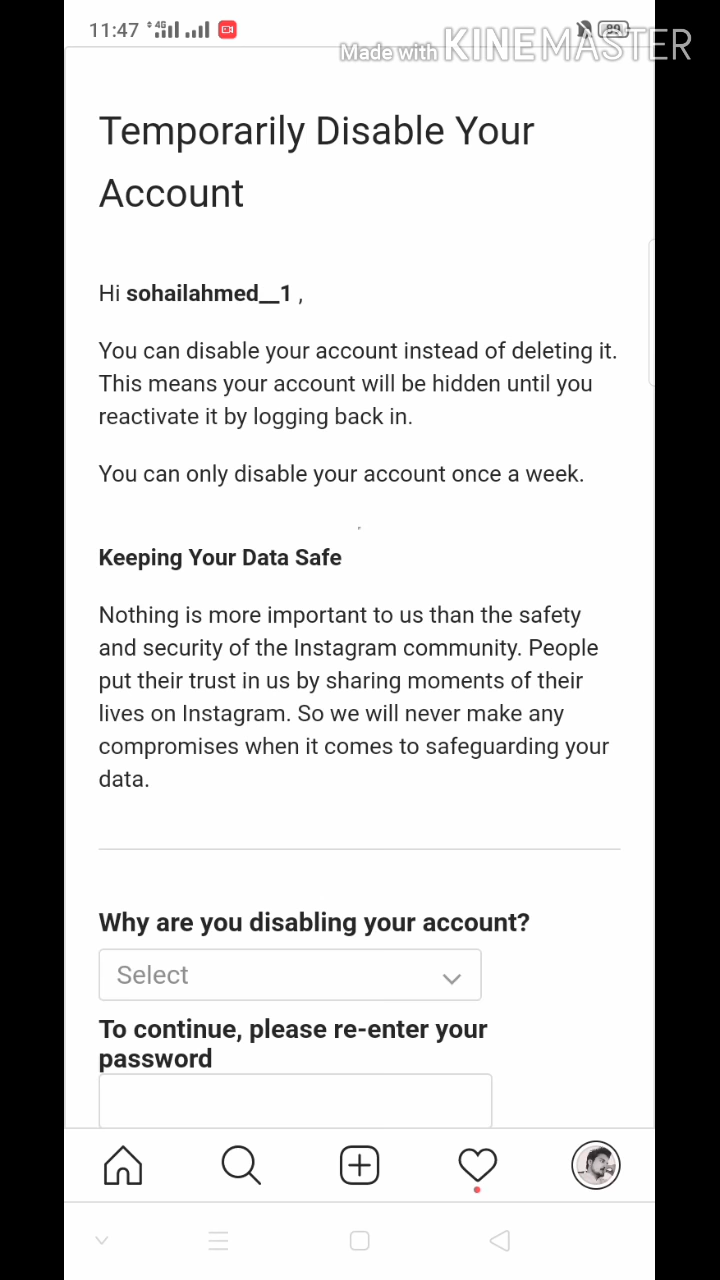 11:47 4G 89
Made with KINEMASTER
Temporarily Disable Your
Account
Hi sohailahmed__1 ,
You can disable your account instead of deleting it.
This means your account will be hidden until you
reactivate it by logging back in.
You can only disable your account once a week.
Keeping Your Data Safe
Nothing is more important to us than the safety
and security of the Instagram community. People
put their trust in us by sharing moments of their
lives on Instagram. So we will never make any
compromises when it comes to safeguarding your
data.
Why are you disabling your account?
Select
To continue, please re-enter your
password